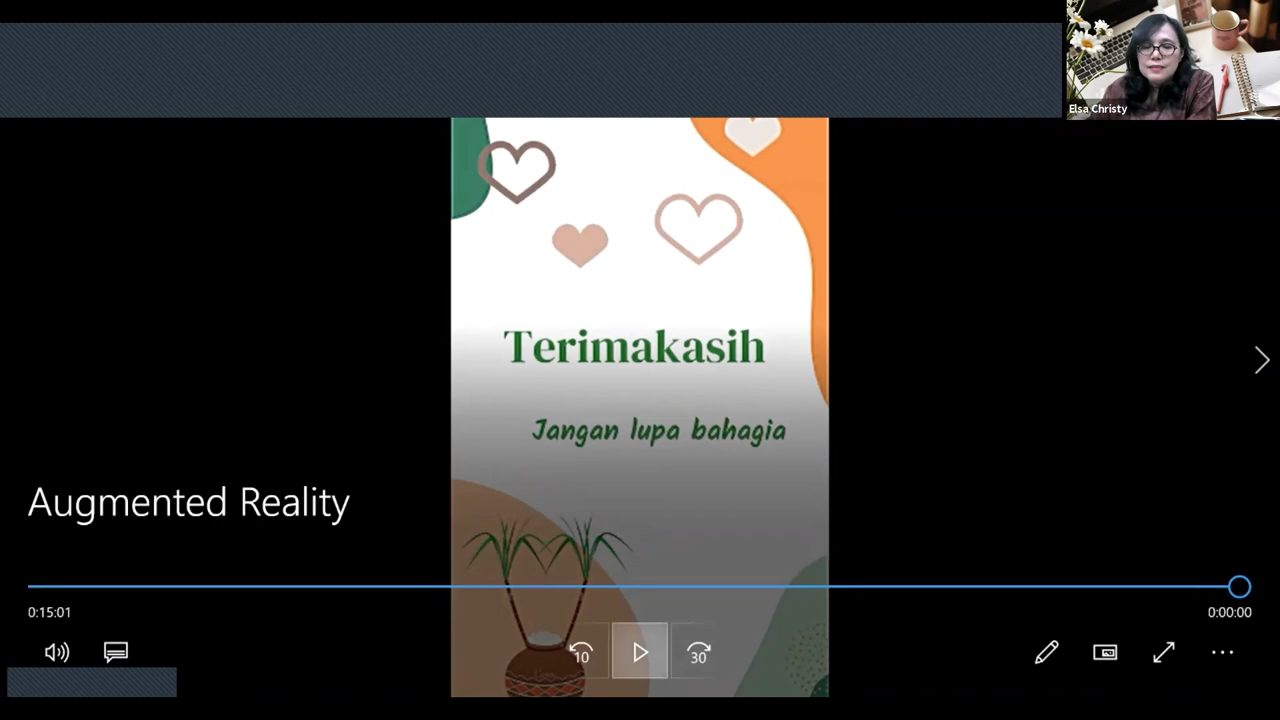 Elsa Christy
Terimakasih
Jangan lupa bahagia
Augmented Reality
0:15:01
0:00:00
10
30